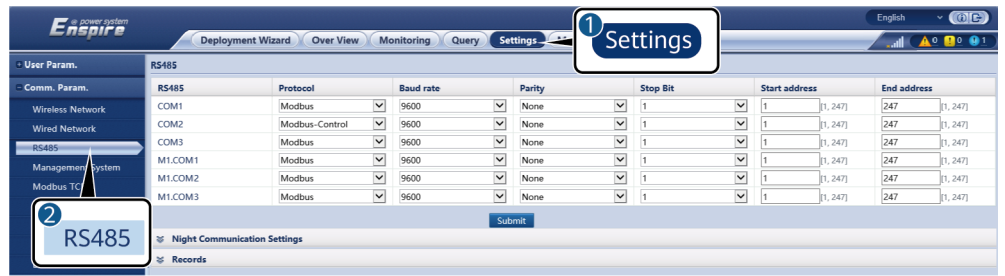 Enspire e power system
English
Deployment Wizard Over View Monitoring Query Settings
1 Settings
0 0 1
User Param.
Comm. Param.
Wireless Network
Wired Network
RS485
Management System
2 RS485
RS485
RS485 Protocol Baud rate Parity Stop Bit Start address End address
COM1 Modbus 9600 None 1 1 [1, 247] 247 [1, 247]
COM2 Modbus-Control 9600 None 1 1 [1, 247] 247 [1, 247]
COM3 Modbus 9600 None 1 1 [1, 247] 247 [1, 247]
M1.COM1 Modbus 9600 None 1 1 [1, 247] 247 [1, 247]
M1.COM2 Modbus 9600 None 1 1 [1, 247] 247 [1, 247]
M1.COM3 Modbus 9600 None 1 1 [1, 247] 247 [1, 247]
Submit
Night Communication Settings
Records